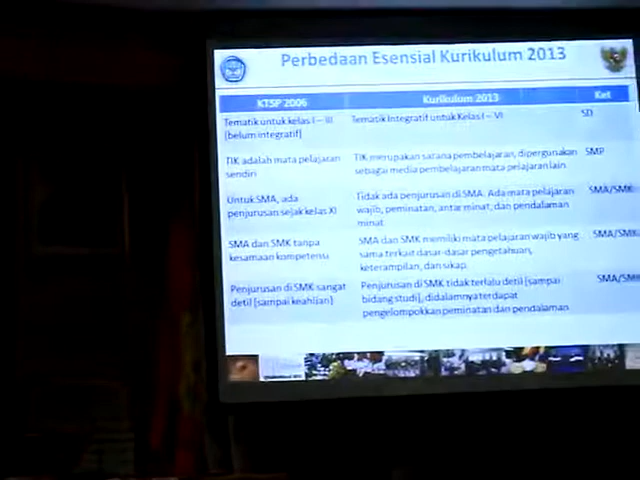 Perbedaan Esensial Kurikulum 2013
KTSP 2006 Kurikulum 2013 Ket
Tematik untuk kelas I – III Tematik Integratif untuk Kelas I – VI SD
[belum integratif]
TIK adalah mata pelajaran TIK merupakan sarana pembelajaran, dipergunakan SMP
sendiri sebagai media pembelajaran mata pelajaran lain
Untuk SMA, ada Tidak ada penjurusan di SMA. Ada mata pelajaran SMA/SMK
penjurusan sejak kelas XI wajib, peminatan, antar minat, dan pendalaman
minat
SMA dan SMK tanpa SMA dan SMK memiliki mata pelajaran wajib yang SMA/SMK
kesamaan kompetensi sama terkait dasar-dasar pengetahuan,
keterampilan, dan sikap.
Penjurusan di SMK sangat Penjurusan di SMK tidak terlalu detil [sampai SMA/SMK
detil [sampai keahlian] bidang studi], didalamnya terdapat
pengelompokkan peminatan dan pendalaman